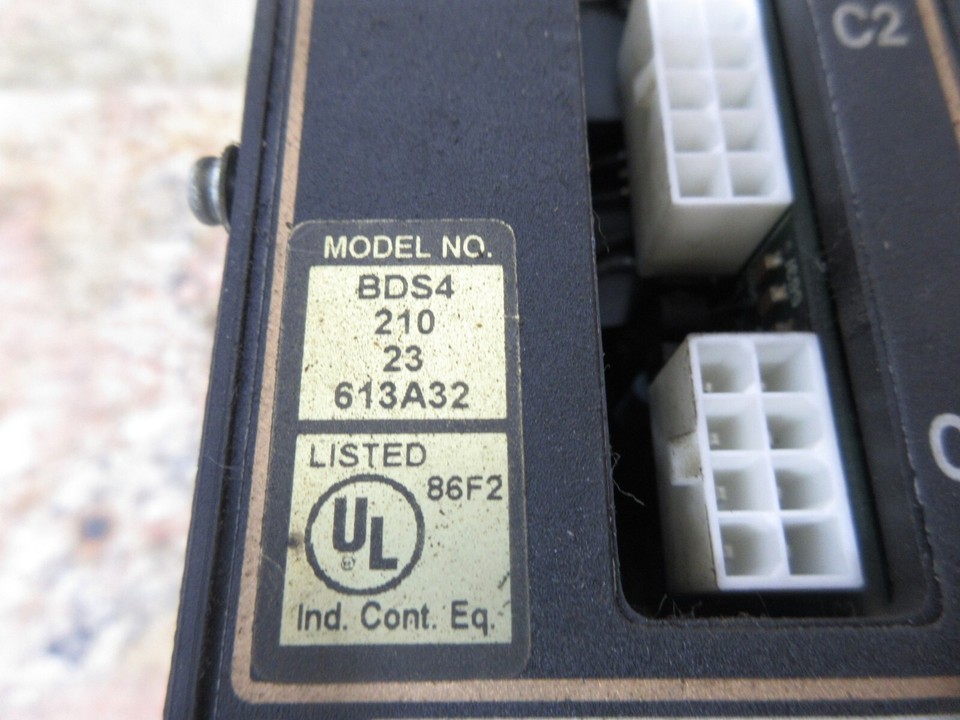 C2
MODEL NO.
BDS4
210
23
613A32
LISTED
86F2
UL
®
Ind. Cont. Eq.